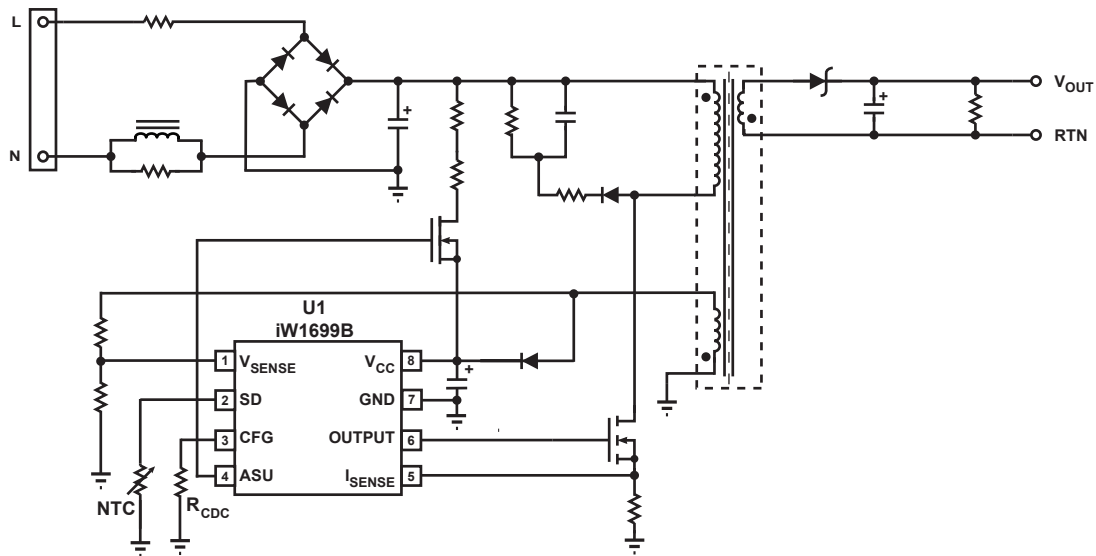 L
N
+
V_OUT
+
RTN
U1
iW1699B
1 V_SENSE
V_CC 8
+
2 SD
GND 7
3 CFG
OUTPUT 6
4 ASU
I_SENSE 5
NTC
R_CDC